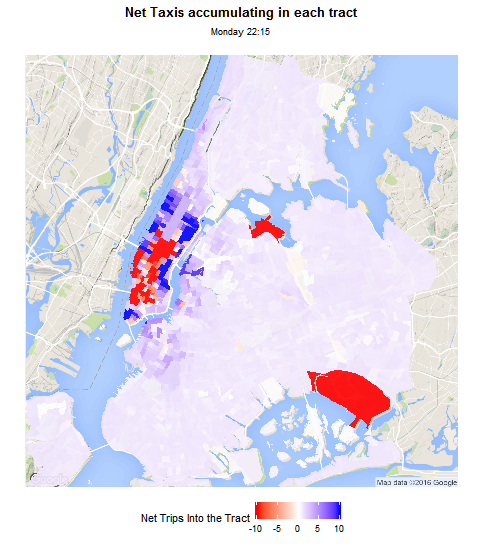 Net Taxis accumulating in each tract
Monday 22:15
Map data ©2016 Google
Net Trips Into the Tract
-10 -5 0 5 10